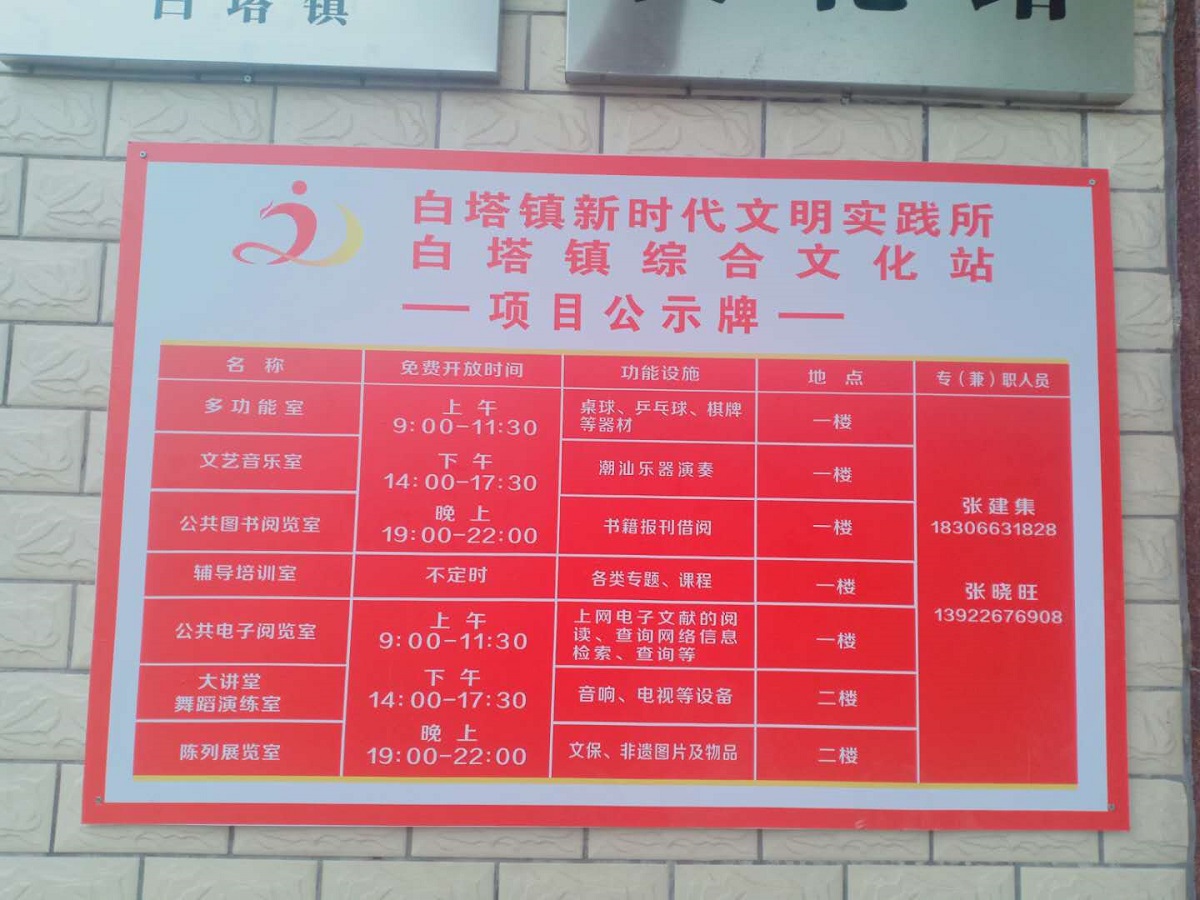 白塔镇
白塔镇新时代文明实践所
白塔镇综合文化站
项目公示牌
名称 免费开放时间 功能设施 地点 专（兼）职人员
多功能室 上午 9:00-11:30 桌球、乒乓球、棋牌等器材 一楼
文艺音乐室 下午 14:00-17:30 潮汕乐器演奏 一楼
公共图书阅览室 晚上 19:00-22:00 书籍报刊借阅 一楼
张建集
18306631828
辅导培训室 不定时 各类专题、课程 一楼
张晓旺
13922676908
公共电子阅览室 上午 9:00-11:30 上网电子文献的阅读、查询网络信息检索、查询等 一楼
大讲堂 舞蹈演练室 下午 14:00-17:30 音响、电视等设备 二楼
陈列展览室 晚上 19:00-22:00 文保、非遗图片及物品 二楼